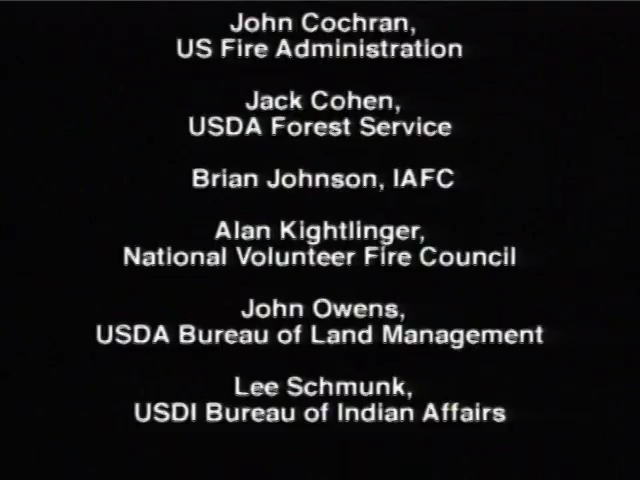 John Cochran,
US Fire Administration
Jack Cohen,
USDA Forest Service
Brian Johnson, IAFC
Alan Kightlinger,
National Volunteer Fire Council
John Owens,
USDA Bureau of Land Management
Lee Schmunk,
USDI Bureau of Indian Affairs